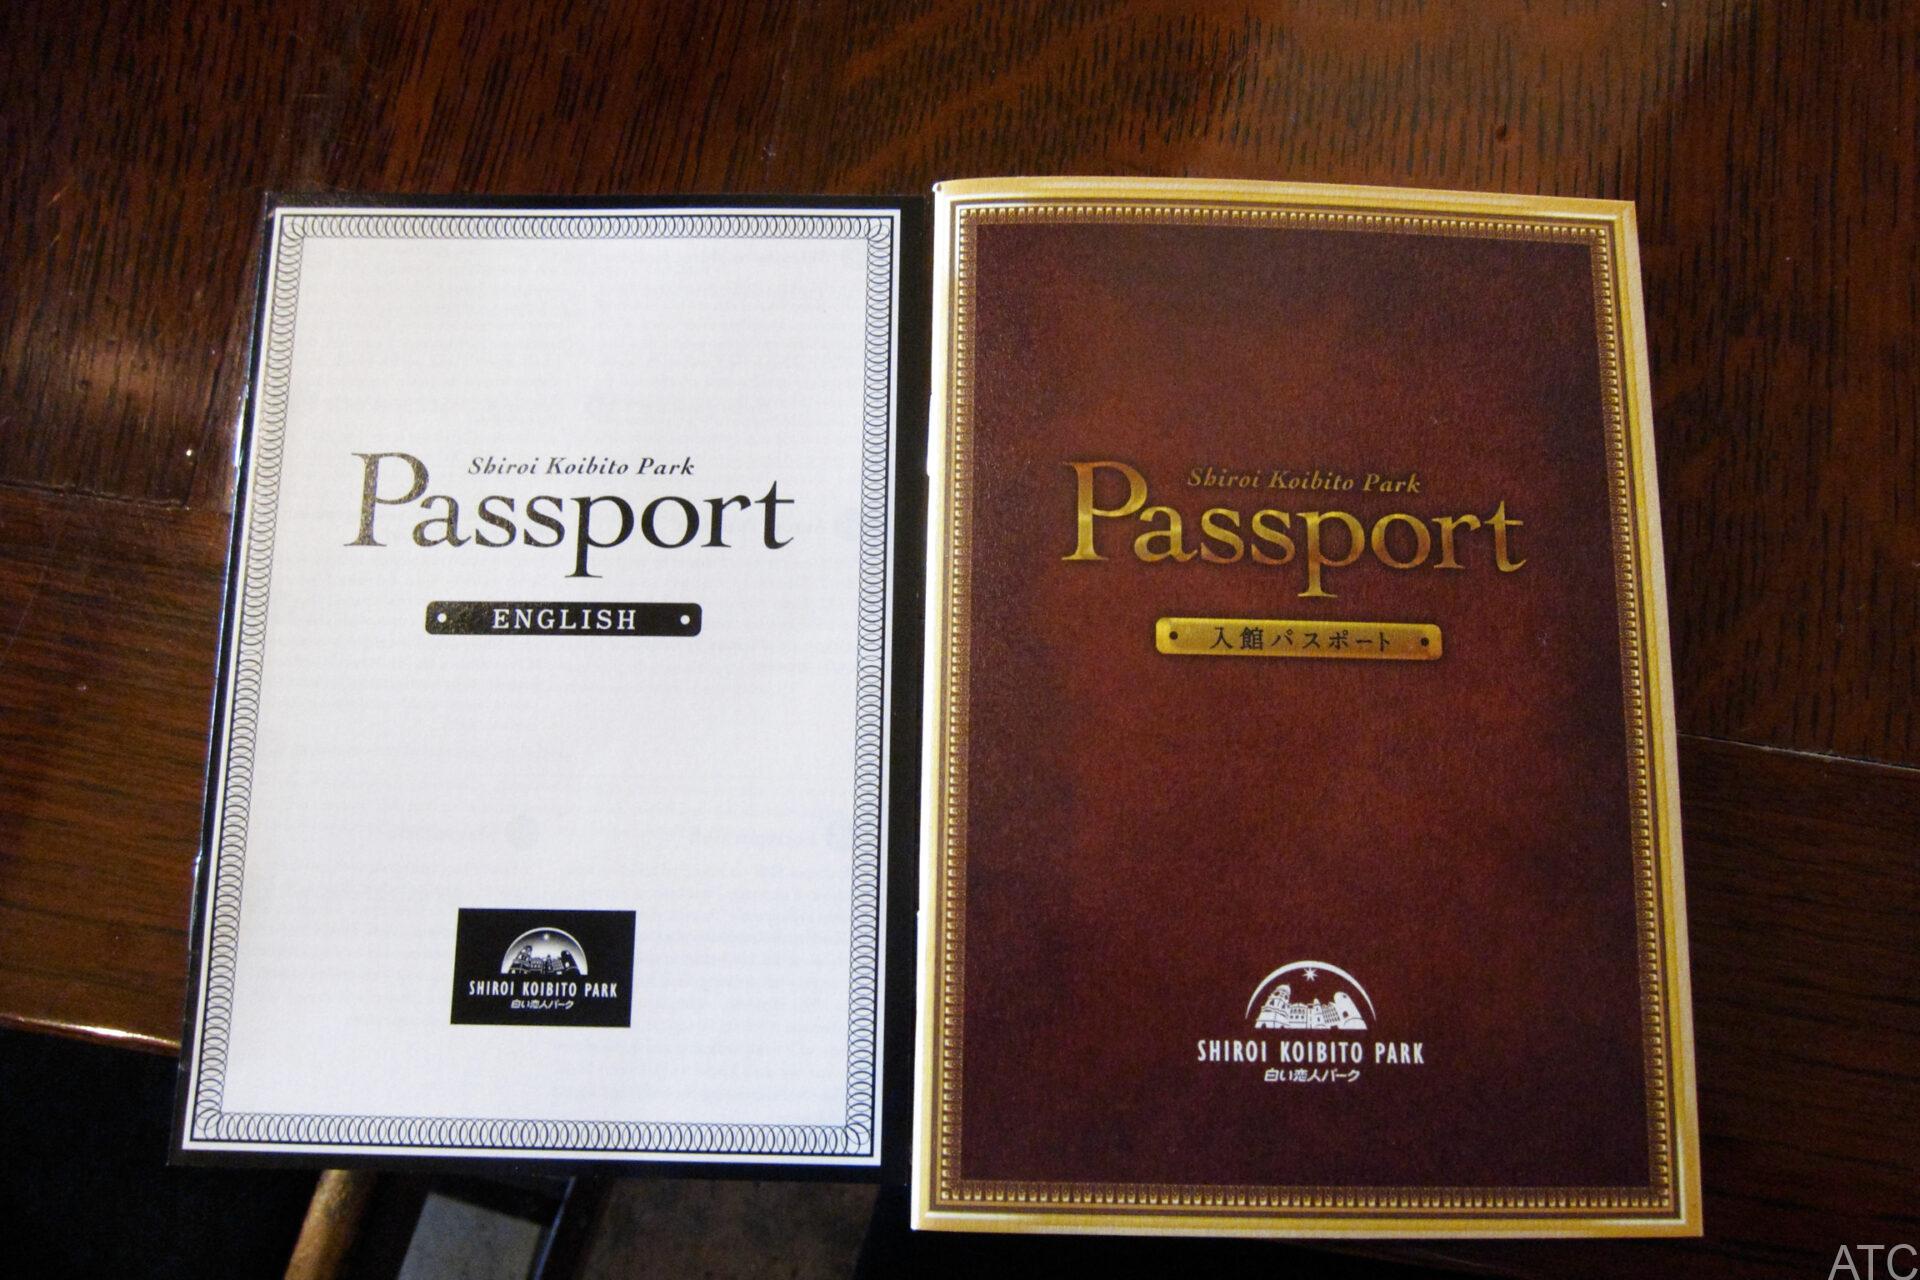 Shiroi Koibito Park
Passport
ENGLISH
SHIROI KOIBITO PARK
白い恋人パーク
Shiroi Koibito Park
Passport
入館パスポート
SHIROI KOIBITO PARK
白い恋人パーク
ATC